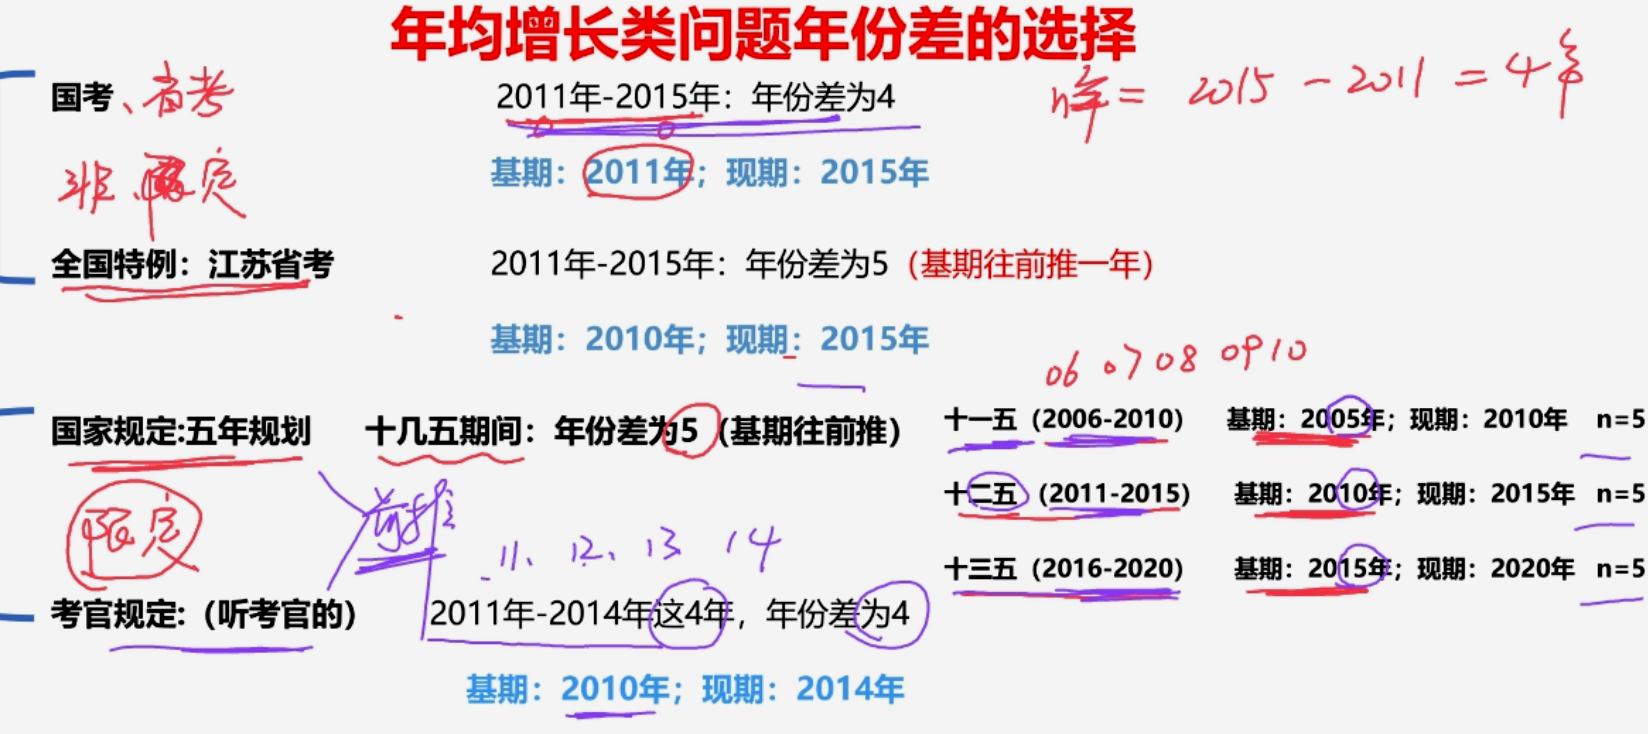 年均增长类问题年份差的选择
国考、省考
2011年-2015年：年份差为4
n年= 2015 - 2011 = 4年
基期：2011年；现期：2015年
非限定
全国特例：江苏省考
2011年-2015年：年份差为5（基期往前推一年）
基期：2010年；现期：2015年
06 07 08 09 10
国家规定:五年规划
十几五期间：年份差为5（基期往前推）
十一五（2006-2010） 基期：2005年；现期：2010年 n=5
十二五（2011-2015） 基期：2010年；现期：2015年 n=5
限定
前推
11、12、13 14
十三五（2016-2020） 基期：2015年；现期：2020年 n=5
考官规定:（听考官的）
2011年-2014年这4年，年份差为4
基期：2010年；现期：2014年